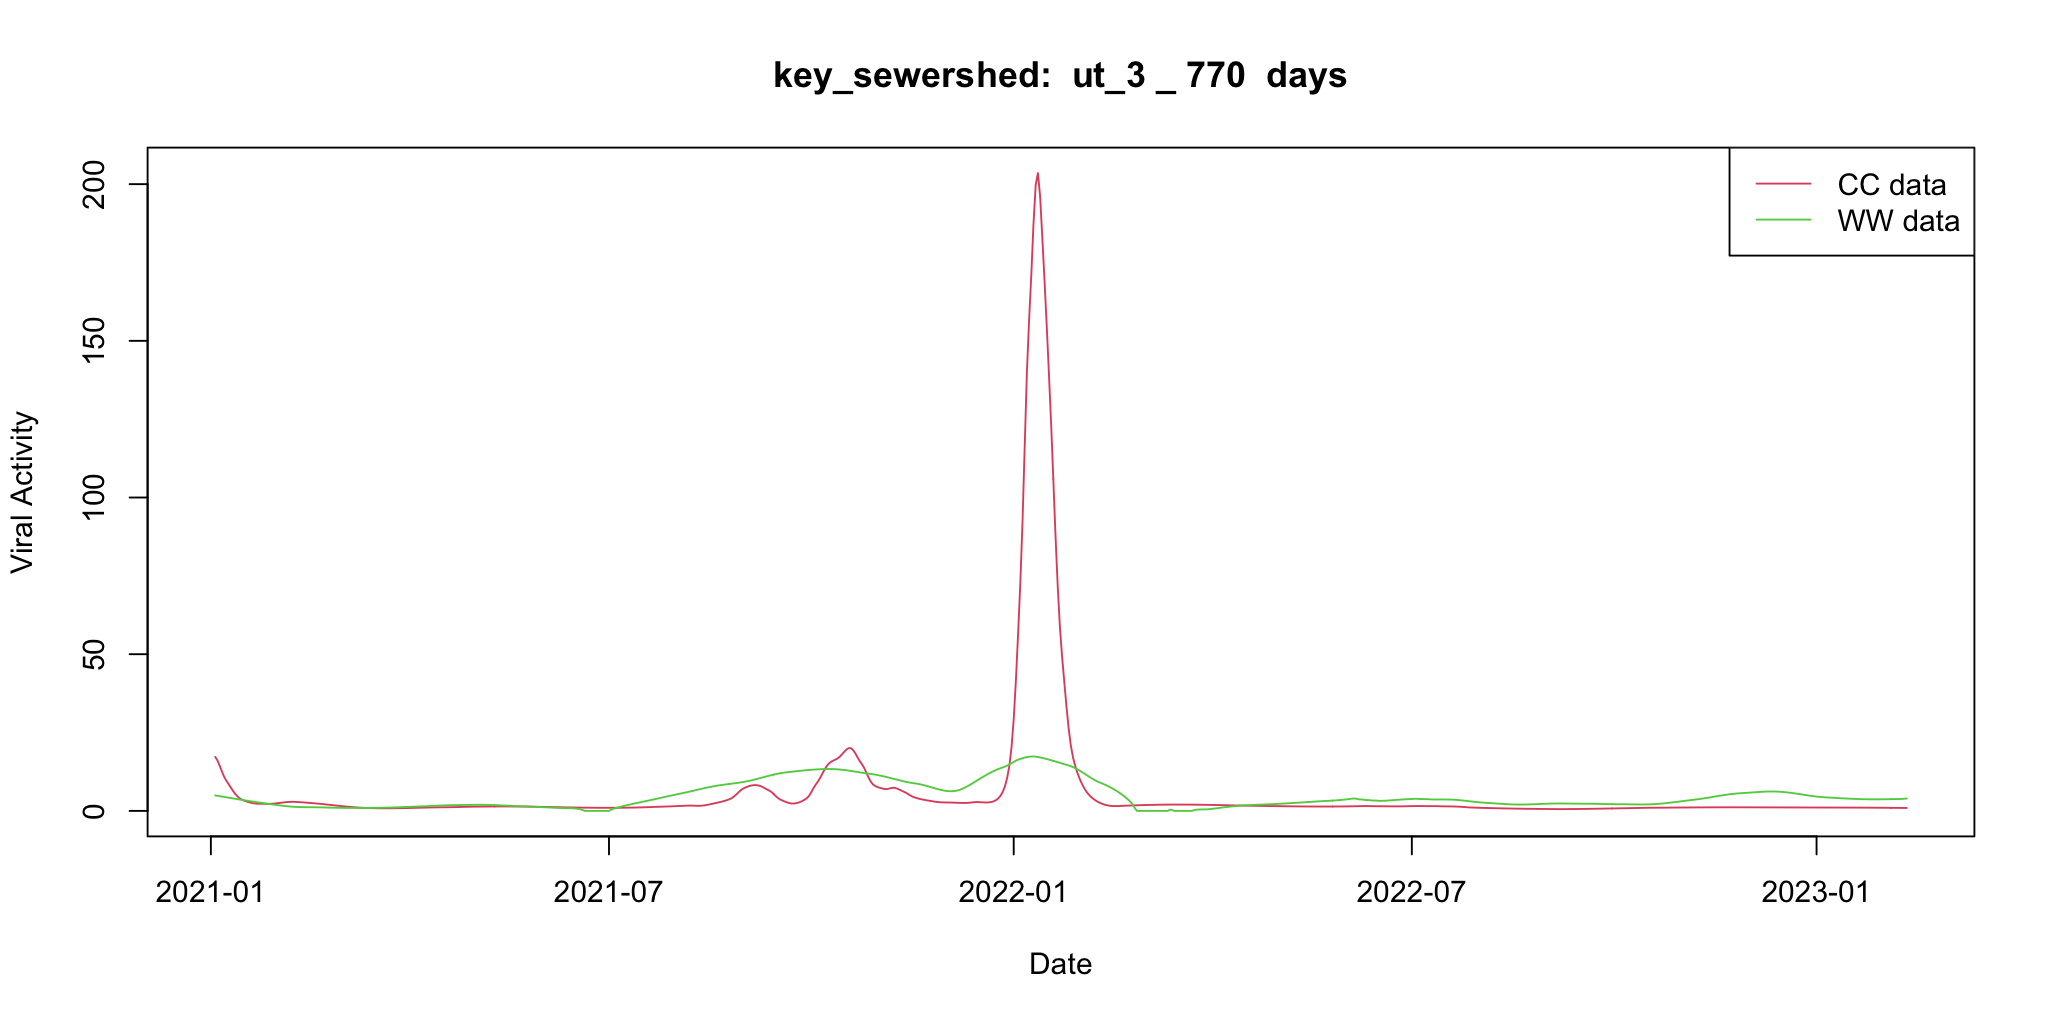 key_sewershed: ut_3 _ 770 days
CC data
WW data
Viral Activity
200
150
100
50
0
2021-01 2021-07 2022-01 2022-07 2023-01
Date